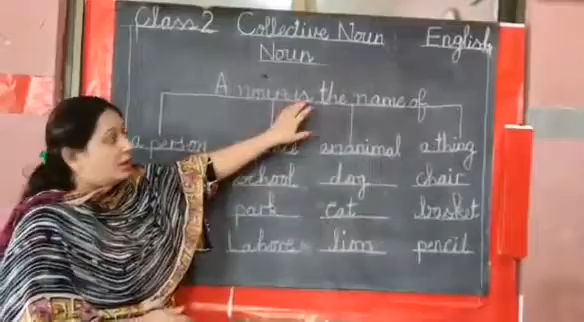 Class 2 Collective Noun English
Noun
A noun is the name of
a person an animal a thing
school dog chair
park cat basket
Lahore lion pencil